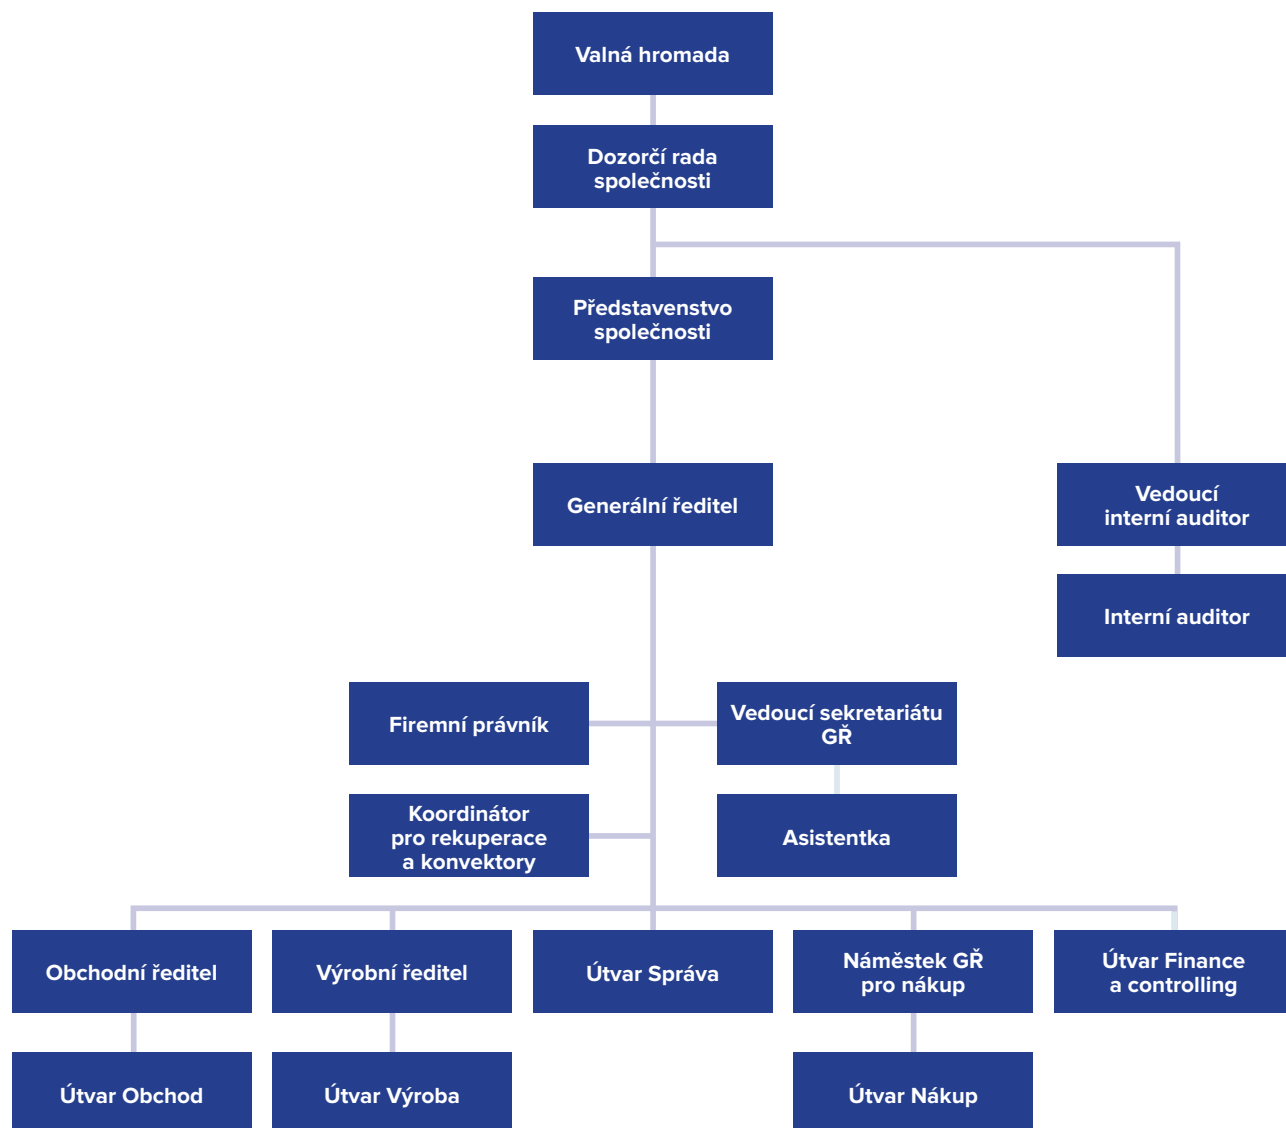 Valná hromada
Dozorčí rada
společnosti
Představenstvo
společnosti
Generální ředitel
Vedoucí
interní auditor
Interní auditor
Firemní právník
Vedoucí sekretariátu
GŘ
Koordinátor
pro rekuperace
a konvektory
Asistentka
Obchodní ředitel
Výrobní ředitel
Útvar Správa
Náměstek GŘ
pro nákup
Útvar Finance
a controlling
Útvar Obchod
Útvar Výroba
Útvar Nákup